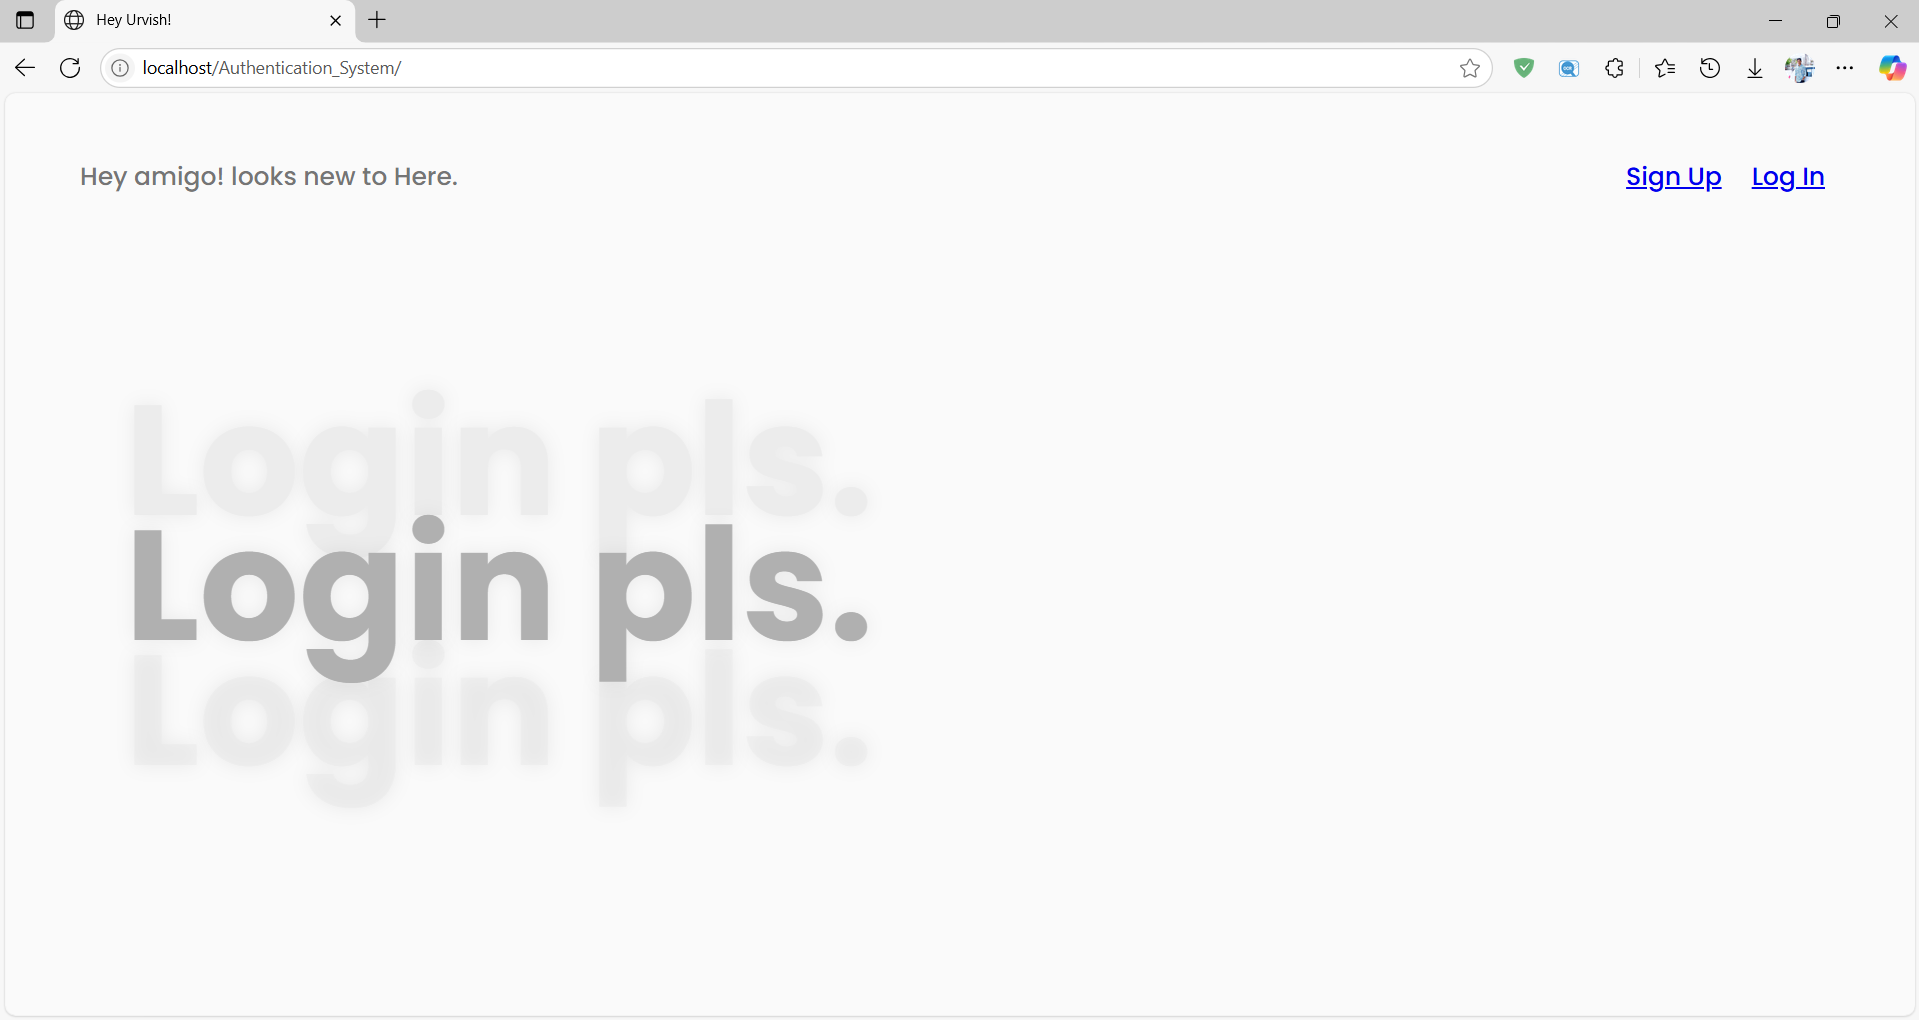 Hey Urvish!
localhost/Authentication_System/
Hey amigo! looks new to Here.
Sign Up Log In
Login pls.
Login pls.
Login pls.